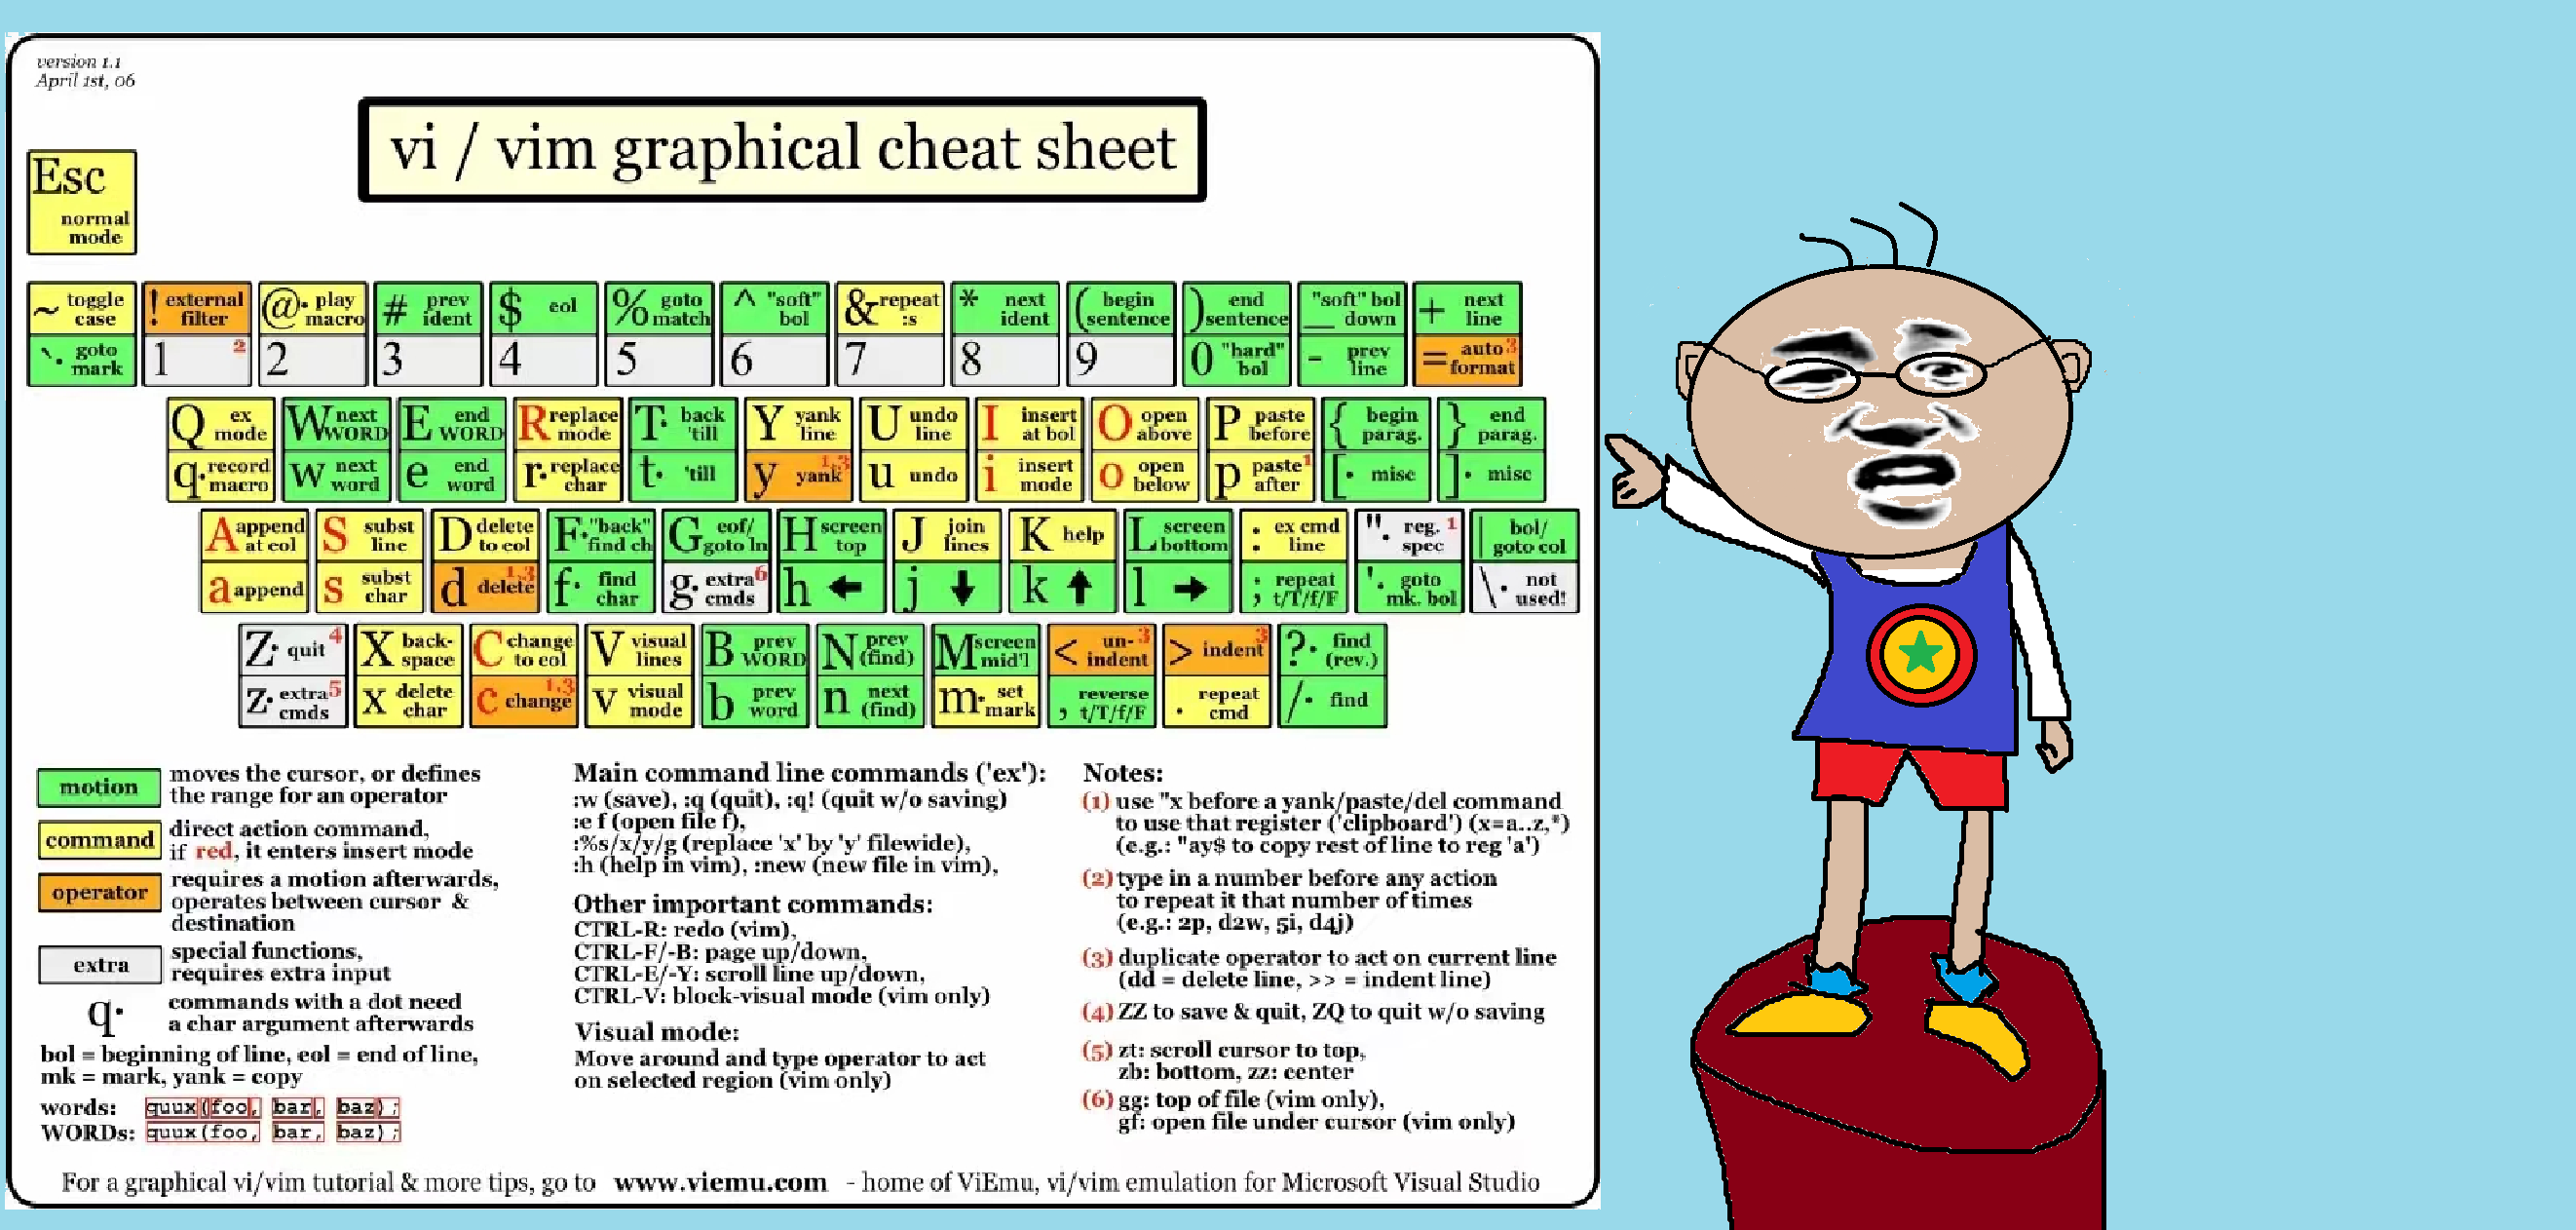 version 1.1
April 1st, 06
vi / vim graphical cheat sheet
Esc
normal
mode
~ toggle case
! external filter
@· play macro
# prev ident
$ eol
% goto match
^ "soft" bol
& repeat :s
* next ident
( begin sentence
) end sentence
_ "soft" bol down
+ next line
`· goto mark
1 2
2
3
4
5
6
7
8
9
0 "hard" bol
- prev line
= auto format 3
Q ex mode
W next WORD
E end WORD
R replace mode
T· back 'till
Y yank line
U undo line
I insert at bol
O open above
P paste before
{ begin parag.
} end parag.
q· record macro
w next word
e end word
r· replace char
t· 'till
y yank 1,3
u undo
i insert mode
o open below
p paste after 1
[· misc
]· misc
A append at eol
S subst line
D delete to eol
F· "back" find ch
G eof/ goto ln
H screen top
J join lines
K help
L screen bottom
: ex cmd line
"· reg. spec 1
| bol/ goto col
a append
s subst char
d delete 1,3
f· find char
g· extra cmds 6
h ←
j ↓
k ↑
l →
; repeat t/T/f/F
'· goto mk. bol
\· not used!
Z· quit 4
X back- space
C change to eol
V visual lines
B prev WORD
N prev (find)
M screen mid'l
< un- indent 3
> indent 3
?· find (rev.)
z· extra cmds 5
x delete char
c change 1,3
v visual mode
b prev word
n next (find)
m· set mark
, reverse t/T/f/F
. repeat cmd
/· find
motion moves the cursor, or defines
the range for an operator
command direct action command,
if red, it enters insert mode
operator requires a motion afterwards,
operates between cursor &
destination
extra special functions,
requires extra input
q· commands with a dot need
a char argument afterwards
bol = beginning of line, eol = end of line,
mk = mark, yank = copy
words: quux(foo, bar, baz);
WORDs: quux(foo, bar, baz);
Main command line commands ('ex'):
:w (save), :q (quit), :q! (quit w/o saving)
:e f (open file f),
:%s/x/y/g (replace 'x' by 'y' filewide),
:h (help in vim), :new (new file in vim),
Other important commands:
CTRL-R: redo (vim),
CTRL-F/-B: page up/down,
CTRL-E/-Y: scroll line up/down,
CTRL-V: block-visual mode (vim only)
Visual mode:
Move around and type operator to act
on selected region (vim only)
Notes:
(1) use "x before a yank/paste/del command
to use that register ('clipboard') (x=a..z,*)
(e.g.: "ay$ to copy rest of line to reg 'a')
(2) type in a number before any action
to repeat it that number of times
(e.g.: 2p, d2w, 5i, d4j)
(3) duplicate operator to act on current line
(dd = delete line, >> = indent line)
(4) ZZ to save & quit, ZQ to quit w/o saving
(5) zt: scroll cursor to top,
zb: bottom, zz: center
(6) gg: top of file (vim only),
gf: open file under cursor (vim only)
For a graphical vi/vim tutorial & more tips, go to www.viemu.com - home of ViEmu, vi/vim emulation for Microsoft Visual Studio